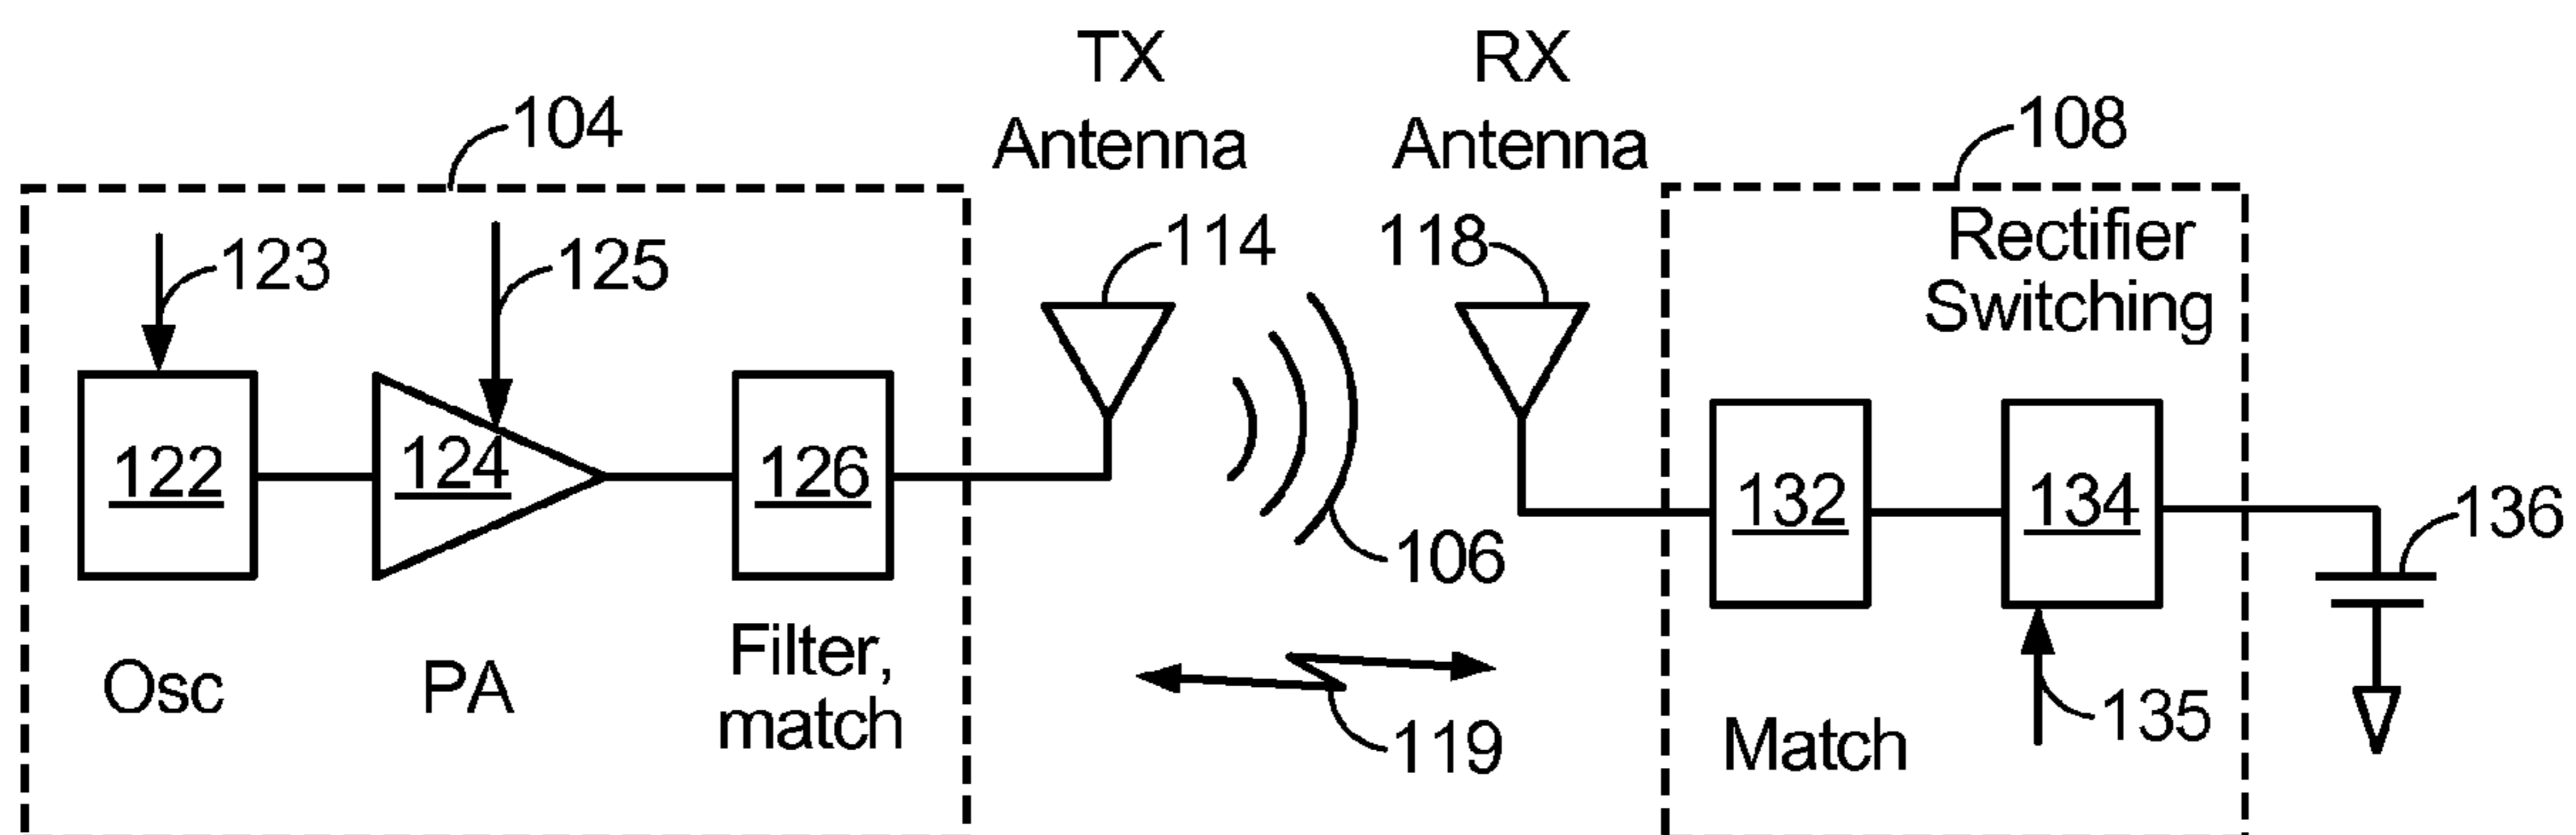 TX
Antenna
RX
Antenna
104
108
Rectifier
Switching
123
125
114
118
122
124
126
132
134
136
106
Osc
PA
Filter,
match
119
Match
135